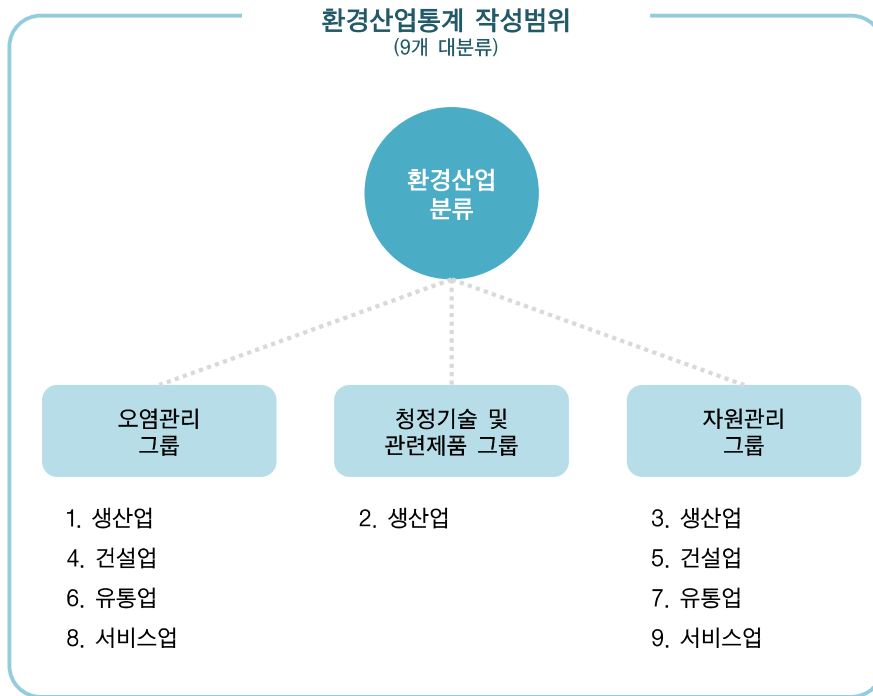 환경산업통계 작성범위
(9개 대분류)
환경산업
분류
오염관리
그룹
청정기술 및
관련제품 그룹
자원관리
그룹
1. 생산업
4. 건설업
6. 유통업
8. 서비스업
2. 생산업
3. 생산업
5. 건설업
7. 유통업
9. 서비스업